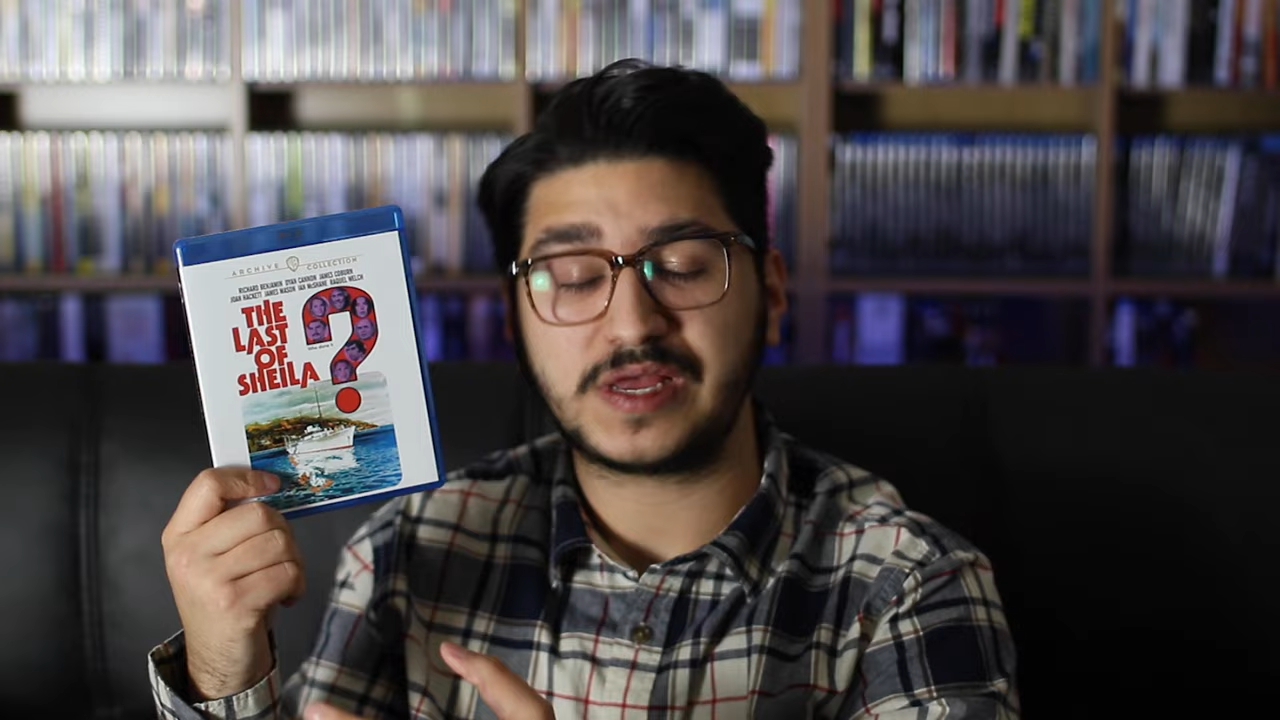 ARCHIVE WB COLLECTION
RICHARD BENJAMIN DYAN CANNON JAMES COBURN
JOAN HACKETT JAMES MASON IAN McSHANE RAQUEL WELCH
THE
LAST
OF
SHEILA
?